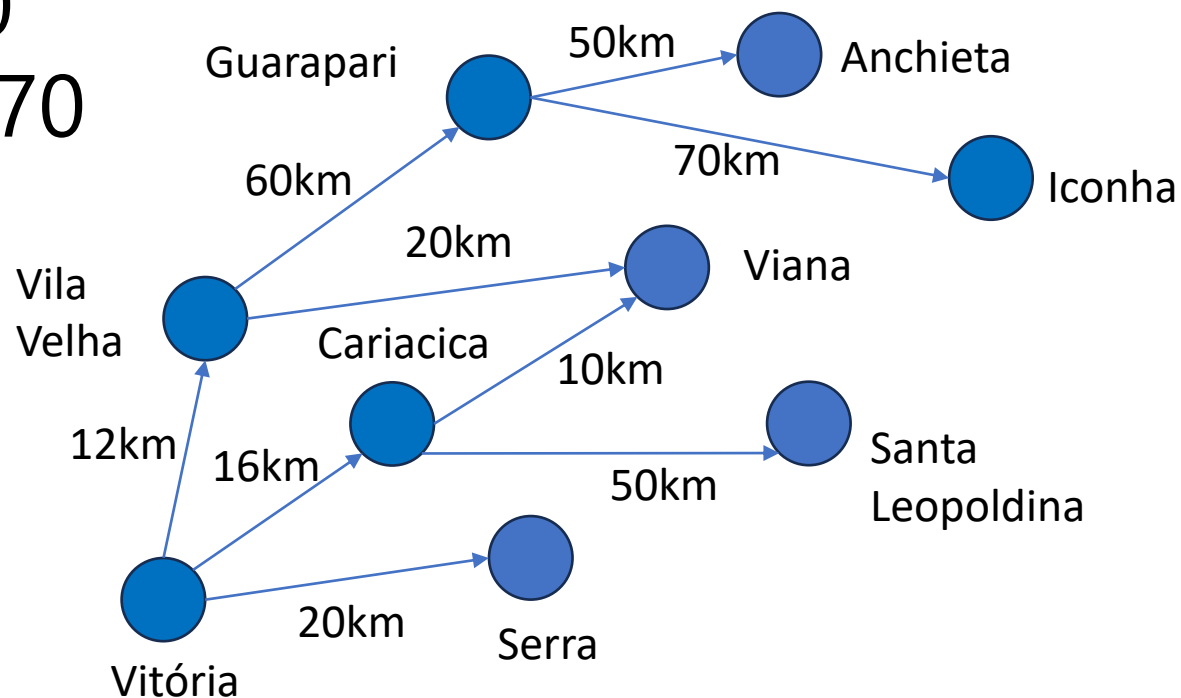 70
Guarapari
50km
Anchieta
60km
70km
Iconha
20km
Viana
Vila
Velha
Cariacica
10km
12km
16km
Santa
Leopoldina
50km
20km
Serra
Vitória